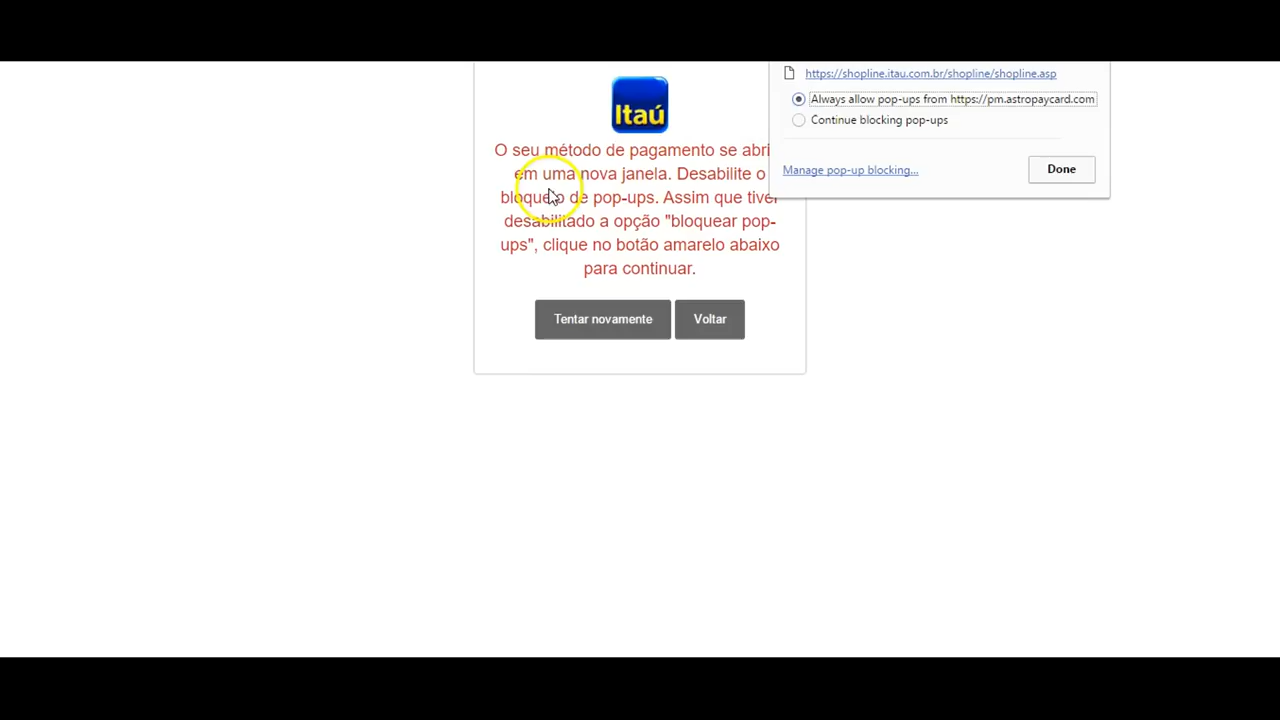 https://shopline.itau.com.br/shopline/shopline.asp
Always allow pop-ups from https://pm.astropaycard.com
Continue blocking pop-ups
Manage pop-up blocking...
Done
Itaú
O seu método de pagamento se abri
em uma nova janela. Desabilite o
bloqueio de pop-ups. Assim que tiver
desabilitado a opção "bloquear pop-
ups", clique no botão amarelo abaixo
para continuar.
Tentar novamente
Voltar